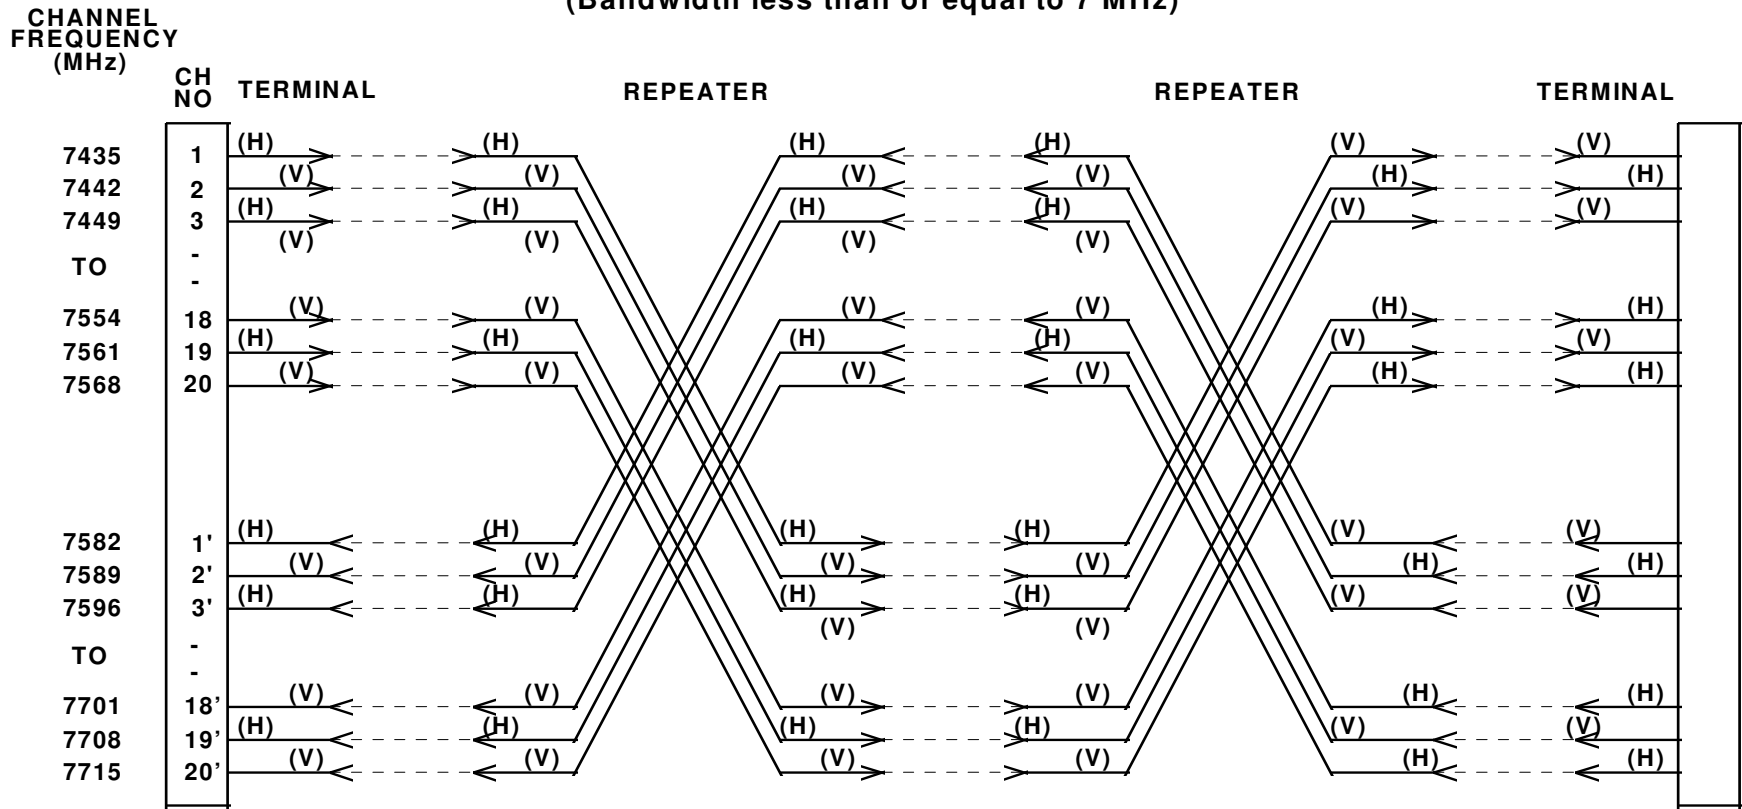 (Bandwidth less than or equal to 7 MHz)
CHANNEL
FREQUENCY
(MHz)
CH
NO
TERMINAL REPEATER REPEATER TERMINAL
7435 1 (H) (H) (H) (H) (V) (V)
7442 2 (V) (V) (V) (V) (H) (H)
7449 3 (H) (H) (H) (H) (V) (V)
(V) (V) (V) (V)
TO - -
7554 18 (V) (V) (V) (V) (H) (H)
7561 19 (H) (H) (H) (H) (V) (V)
7568 20 (V) (V) (V) (V) (H) (H)
7582 1' (H) (H) (H) (H) (V) (V)
7589 2' (V) (V) (V) (V) (H) (H)
7596 3' (H) (H) (H) (H) (V) (V)
(V) (V)
TO - -
7701 18' (V) (V) (V) (V) (H) (H)
7708 19' (H) (H) (H) (H) (V) (V)
7715 20' (V) (V) (V) (V) (H) (H)